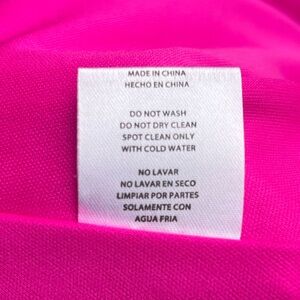 MADE IN CHINA
HECHO EN CHINA
DO NOT WASH
DO NOT DRY CLEAN
SPOT CLEAN ONLY
WITH COLD WATER
NO LAVAR
NO LAVAR EN SECO
LIMPIAR POR PARTES
SOLAMENTE CON
AGUA FRIA